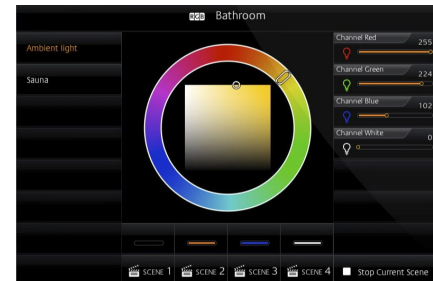 RGB Bathroom
Ambient light
Sauna
Channel Red
255
Channel Green
224
Channel Blue
102
Channel White
0
SCENE 1 SCENE 2 SCENE 3 SCENE 4 Stop Current Scene